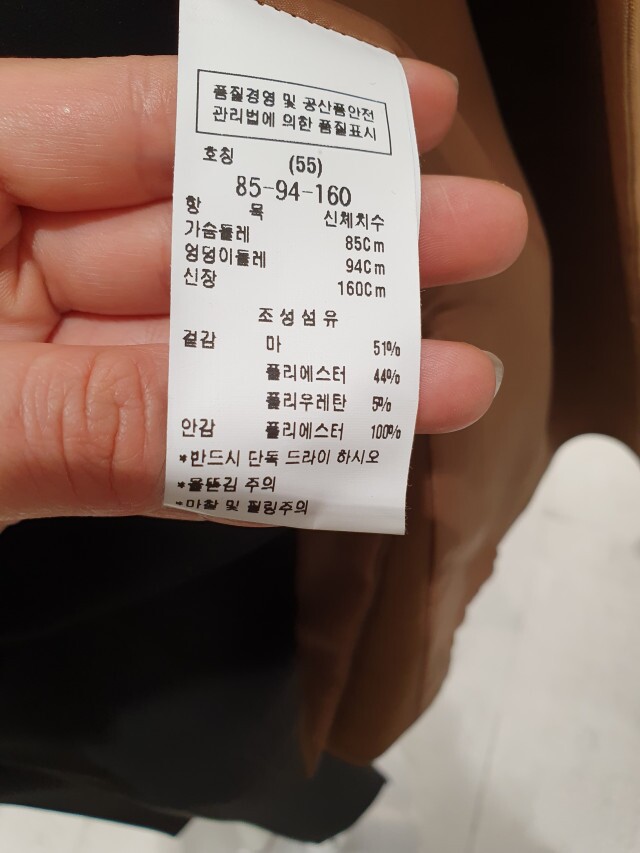 품질경영 및 공산품안전
관리법에 의한 품질표시
호칭 (55)
85-94-160
항 목 신체치수
가슴둘레 85Cm
엉덩이둘레 94Cm
신장 160Cm
조성섬유
겉감 마 51%
폴리에스터 44%
폴리우레탄 5%
안감 폴리에스터 100%
*반드시 단독 드라이 하시오
*올뜯김 주의
*마찰 및 필링주의